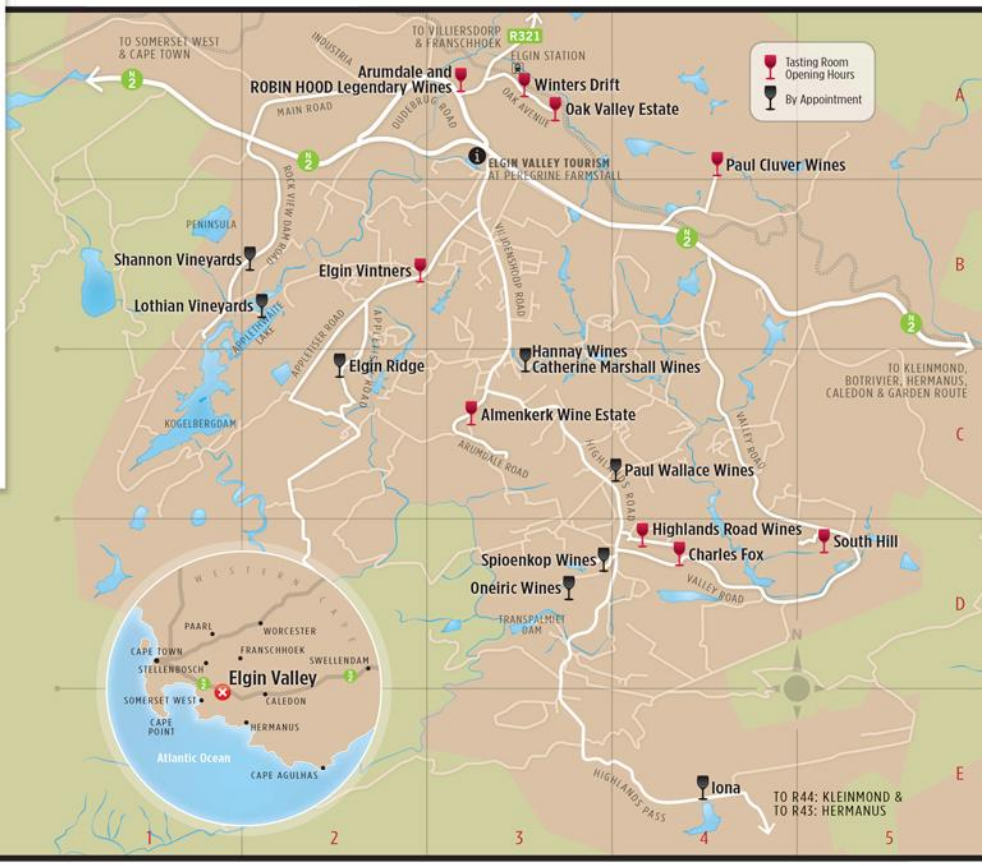 TO SOMERSET WEST
& CAPE TOWN
N
2
INDUSTRIA
TO VILLIERSDORP
& FRANSCHHOEK
R321
ELGIN STATION
Arumdale and
ROBIN HOOD Legendary Wines
MAIN ROAD
OUDEBRUG ROAD
Winters Drift
OAK AVENUE
Oak Valley Estate
Tasting Room
Opening Hours
By Appointment
A
N
2
i
ELGIN VALLEY TOURISM
AT PEREGRINE FARMSTALL
Paul Cluver Wines
PENINSULA
ROCK VIEW DAM ROAD
Shannon Vineyards
Elgin Vintners
VILJOENSHOOP ROAD
N
2
B
Lothian Vineyards
APPLETHWAITE
LAKE
APPLETISER ROAD
APPLETISER ROAD
N
2
Elgin Ridge
Hannay Wines
Catherine Marshall Wines
TO KLEINMOND,
BOTRIVIER, HERMANUS,
CALEDON & GARDEN ROUTE
KOGELBERGDAM
Almenkerk Wine Estate
ARUMDALE ROAD
HIGHLANDS ROAD
VALLEY ROAD
C
Paul Wallace Wines
Highlands Road Wines
South Hill
Charles Fox
Spioenkop Wines
Oneiric Wines
VALLEY ROAD
D
TRANSPALMIET
DAM
N
WESTERN CAPE
PAARL
WORCESTER
CAPE TOWN
FRANSCHHOEK
STELLENBOSCH
SWELLENDAM
Elgin Valley
SOMERSET WEST
CALEDON
CAPE
POINT
HERMANUS
Atlantic Ocean
CAPE AGULHAS
HIGHLANDS PASS
Iona
TO R44: KLEINMOND &
TO R43: HERMANUS
E
1
2
3
4
5